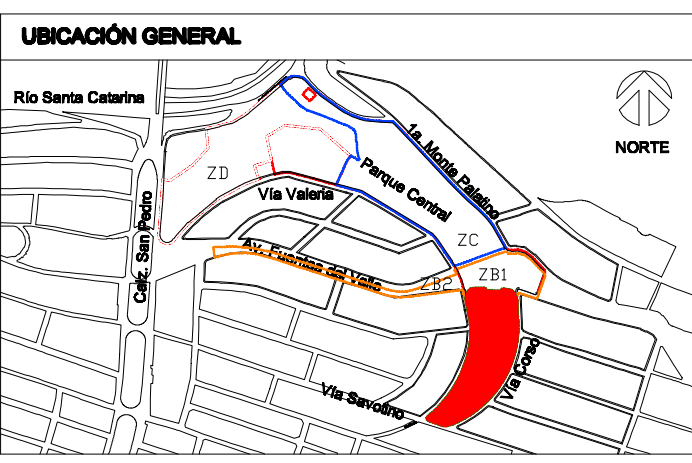 UBICACIÓN GENERAL
Río Santa Catarina
NORTE
1a. Monte Palatino
Parque Central
ZD
Vía Valeria
Calz. San Pedro
ZC
Av. Fuentes del Valle
ZB2
ZB1
Vía Corso
Vía Savotino